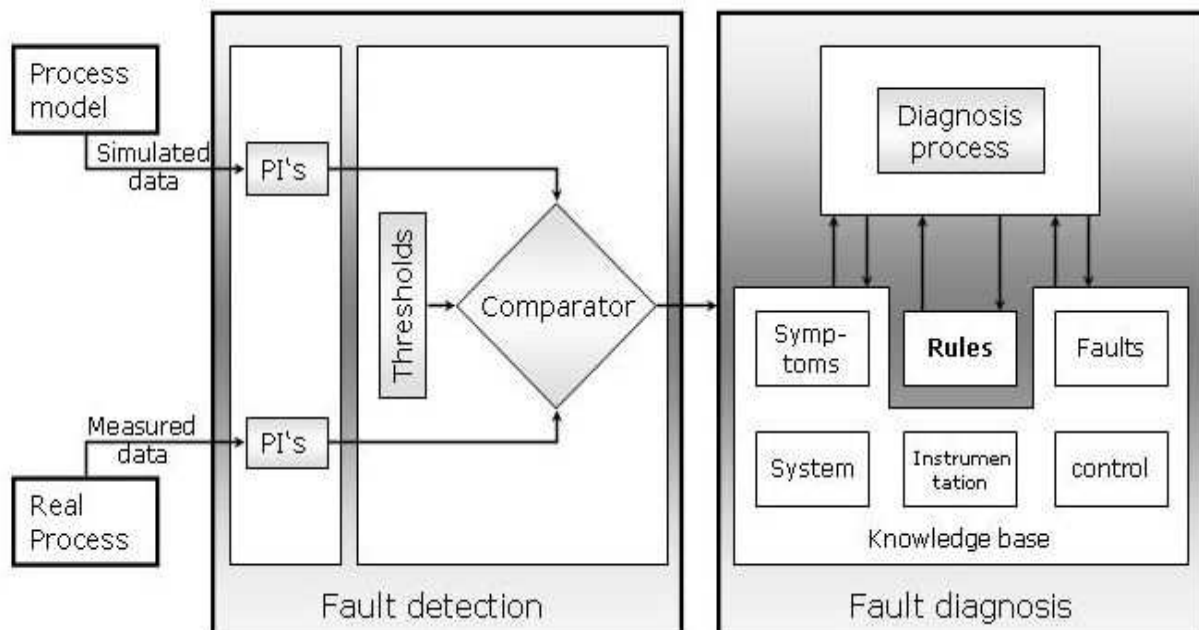 Process
model
Simulated
data
PI's
Thresholds
Comparator
Measured
data
PI's
Real
Process
Fault detection
Diagnosis
process
Symp-
toms
Rules
Faults
System
Instrumen
tation
control
Knowledge base
Fault diagnosis